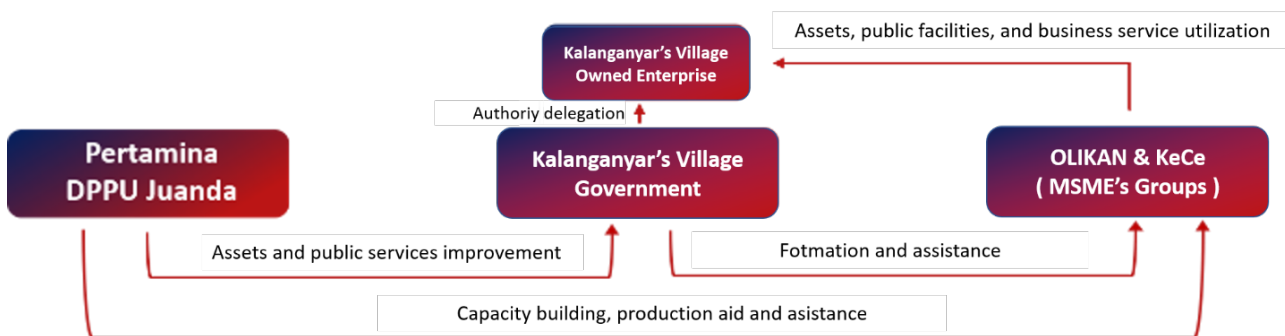 Assets, public facilities, and business service utilization
Kalanganyar's Village
Owned Enterprise
Authoriy delegation
Pertamina
DPPU Juanda
Kalanganyar's Village
Government
OLIKAN & KeCe
( MSME's Groups )
Assets and public services improvement
Fotmation and assistance
Capacity building, production aid and asistance